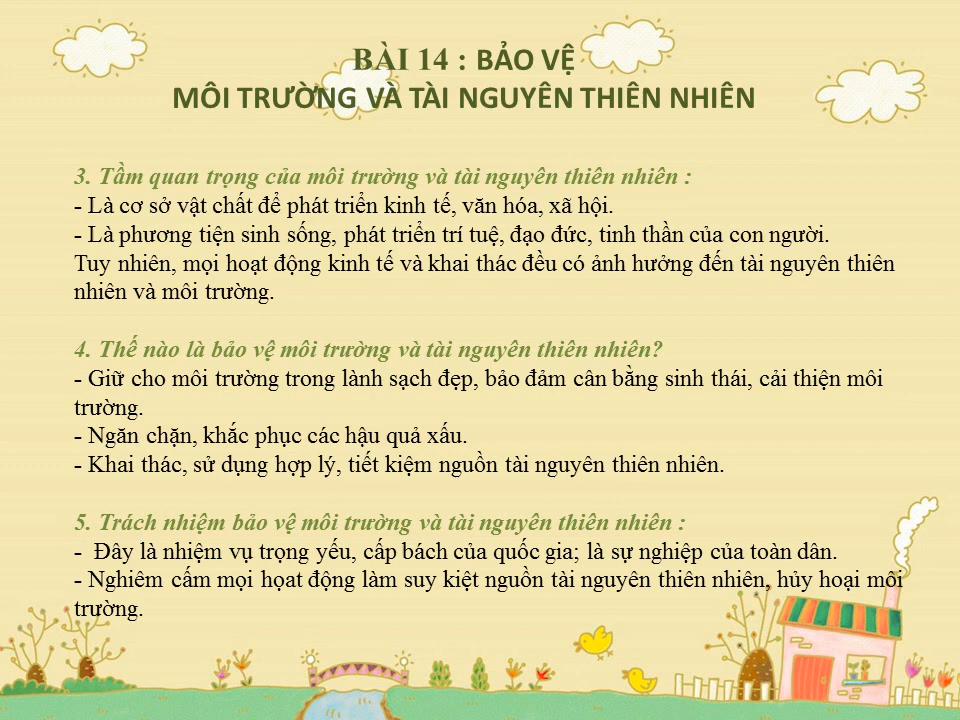 BÀI 14 : BẢO VỆ
MÔI TRƯỜNG VÀ TÀI NGUYÊN THIÊN NHIÊN
3. Tầm quan trọng của môi trường và tài nguyên thiên nhiên :
- Là cơ sở vật chất để phát triển kinh tế, văn hóa, xã hội.
- Là phương tiện sinh sống, phát triển trí tuệ, đạo đức, tinh thần của con người.
Tuy nhiên, mọi hoạt động kinh tế và khai thác đều có ảnh hưởng đến tài nguyên thiên
nhiên và môi trường.
4. Thế nào là bảo vệ môi trường và tài nguyên thiên nhiên?
- Giữ cho môi trường trong lành sạch đẹp, bảo đảm cân bằng sinh thái, cải thiện môi
trường.
- Ngăn chặn, khắc phục các hậu quả xấu.
- Khai thác, sử dụng hợp lý, tiết kiệm nguồn tài nguyên thiên nhiên.
5. Trách nhiệm bảo vệ môi trường và tài nguyên thiên nhiên :
- Đây là nhiệm vụ trọng yếu, cấp bách của quốc gia; là sự nghiệp của toàn dân.
- Nghiêm cấm mọi họat động làm suy kiệt nguồn tài nguyên thiên nhiên, hủy hoại môi
trường.